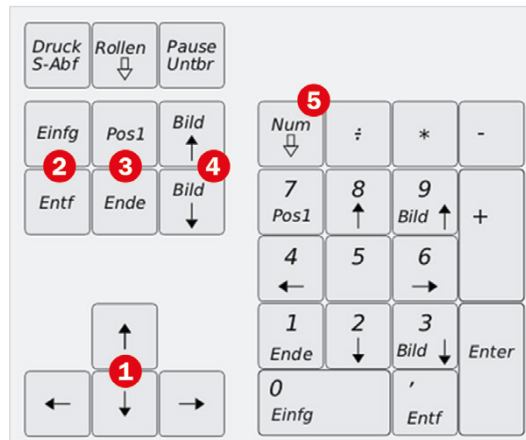 Druck
S-Abf
Rollen
⇩
Pause
Untbr
Einfg
Pos1
Bild
↑
2
3
4
Entf
Ende
Bild
↓
5
Num
⇩
÷
*
-
7
Pos1
8
↑
9
Bild ↑
+
4
←
5
6
→
1
Ende
2
↓
3
Bild ↓
Enter
0
Einfg
,
Entf
↑
1
←
↓
→